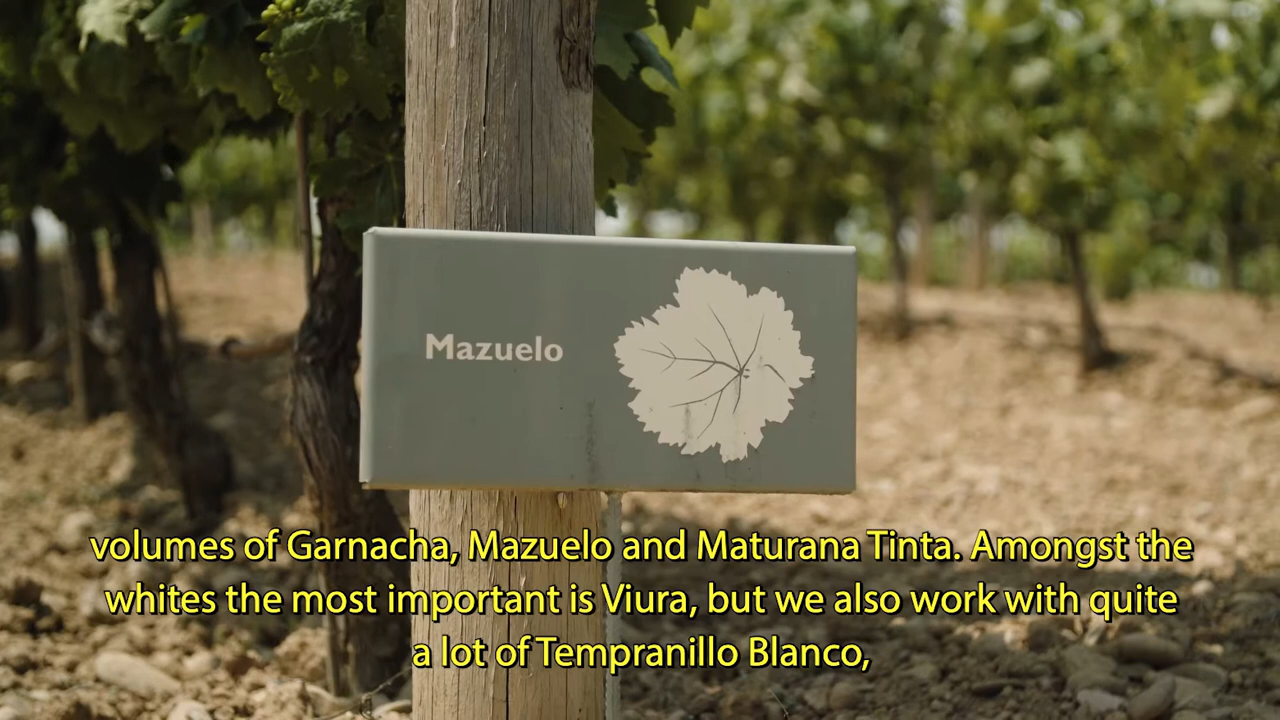 Mazuelo
volumes of Garnacha, Mazuelo and Maturana Tinta. Amongst the
whites the most important is Viura, but we also work with quite
a lot of Tempranillo Blanco,